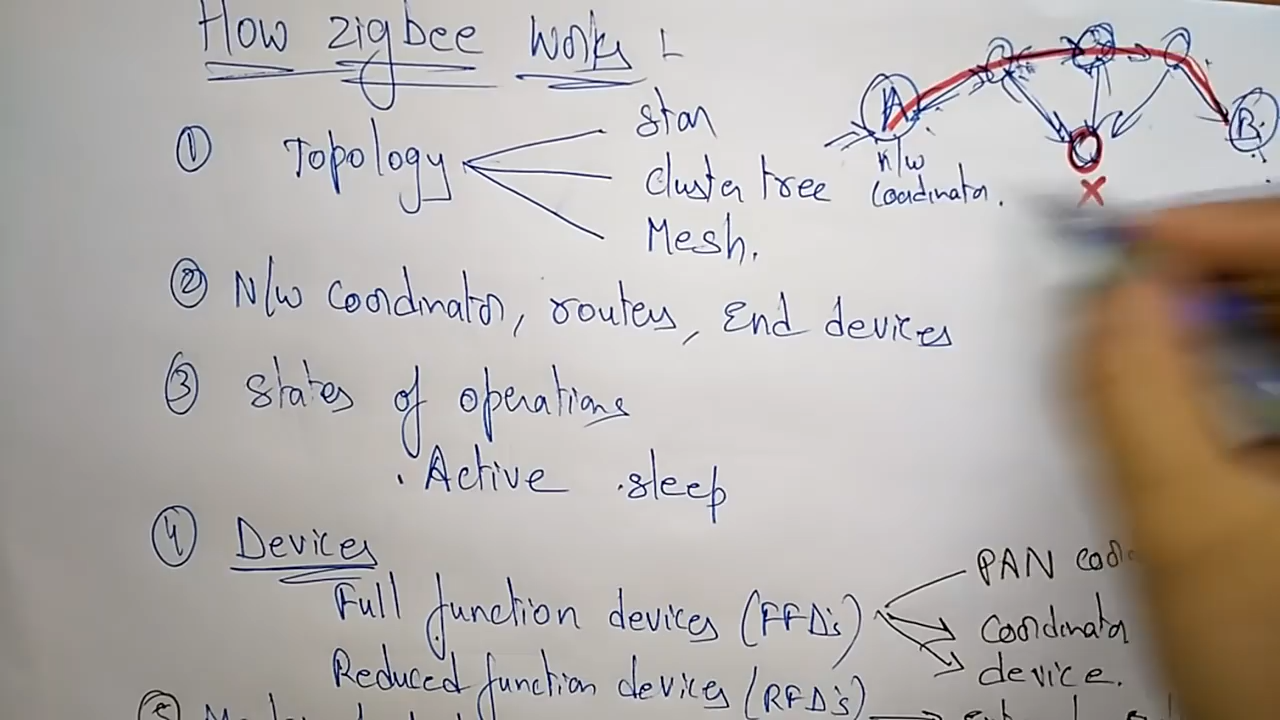 How zigbee works :-
① Topology
star
cluster tree
Mesh.
A
N/w
coordinator.
B
X
② N/w coordinator, routers, End devices
③ States of operations
. Active . sleep
④ Devices
Full function devices (FFD's)
PAN
coordinator
device.
Reduced function devices (RFD's)